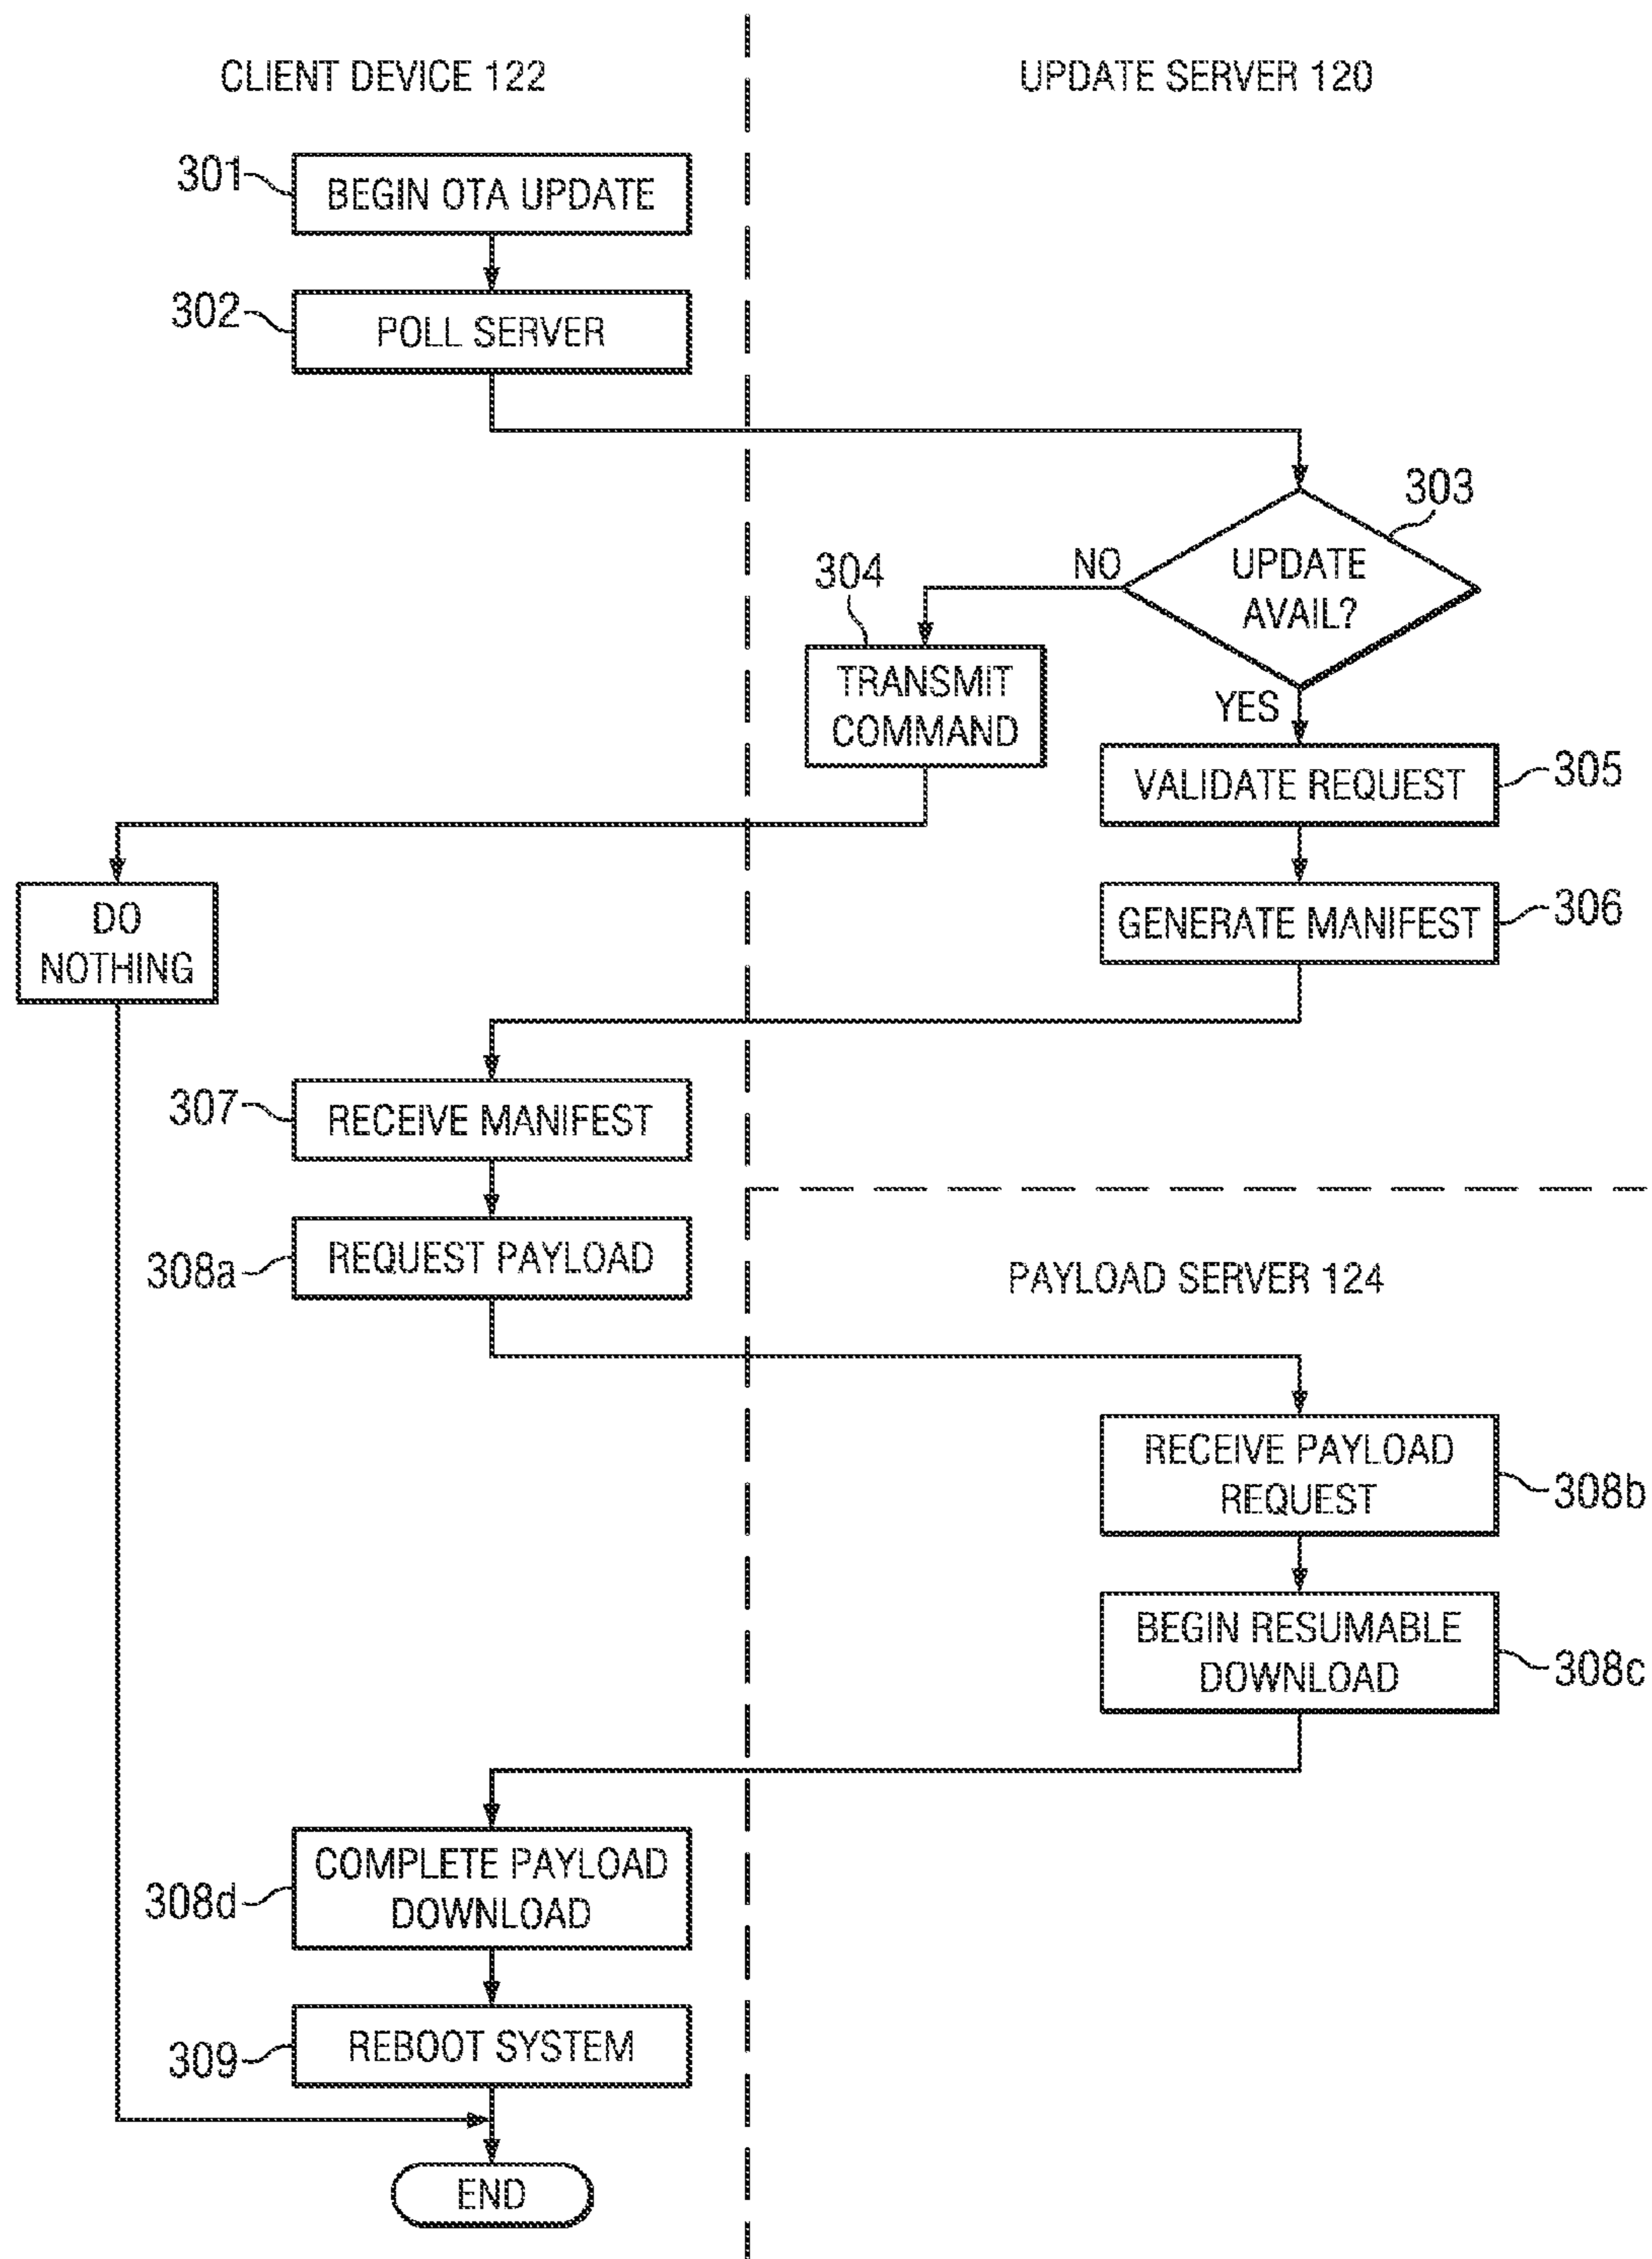 CLIENT DEVICE 122
UPDATE SERVER 120
301
BEGIN OTA UPDATE
302
POLL SERVER
303
UPDATE
AVAIL?
NO
304
TRANSMIT
COMMAND
YES
VALIDATE REQUEST
305
DO
NOTHING
GENERATE MANIFEST
306
307
RECEIVE MANIFEST
308a
REQUEST PAYLOAD
PAYLOAD SERVER 124
RECEIVE PAYLOAD
REQUEST
308b
BEGIN RESUMABLE
DOWNLOAD
308c
308d
COMPLETE PAYLOAD
DOWNLOAD
309
REBOOT SYSTEM
END